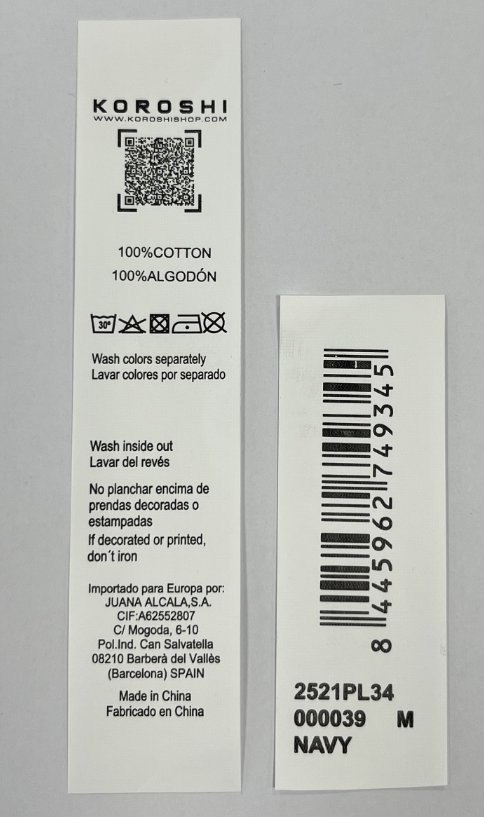 KOROSHI
WWW.KOROSHISHOP.COM
100%COTTON
100%ALGODÓN
30°
Wash colors separately
Lavar colores por separado
Wash inside out
Lavar del revés
No planchar encima de
prendas decoradas o
estampadas
If decorated or printed,
don´t iron
Importado para Europa por:
JUANA ALCALA,S.A.
CIF:A62552807
C/ Mogoda, 6-10
Pol.Ind. Can Salvatella
08210 Barberà del Vallès
(Barcelona) SPAIN
Made in China
Fabricado en China
8 445962 749345
2521PL34
000039 M
NAVY